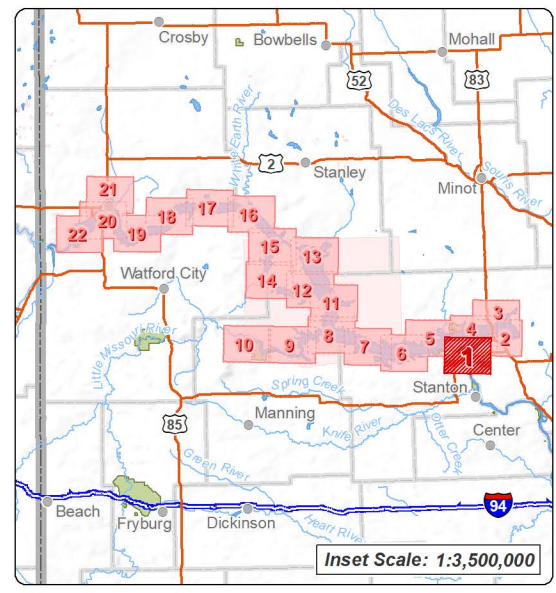 Crosby
Bowbells
Mohall
52
83
Des Lacs River
White Earth River
2
Stanley
Minot
Souris River
21
17
18
16
20
22
19
15
13
14
12
11
Watford City
3
4
5
2
8
7
6
10
9
1
Little Missouri River
Spring Creek
Stanton
85
Manning
Knife River
Otter Creek
Center
Green River
94
Beach
Fryburg
Dickinson
Heart River
Inset Scale: 1:3,500,000